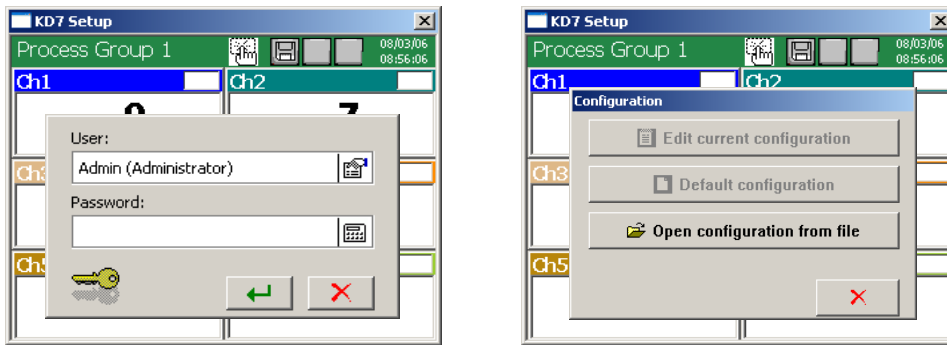 KD7 Setup
Process Group 1
08/03/06
08:56:06
Ch1
Ch2
User:
Admin (Administrator)
Password:
KD7 Setup
Process Group 1
08/03/06
08:56:06
Ch1
Ch2
Configuration
Edit current configuration
Ch3
Default configuration
Open configuration from file
Ch5